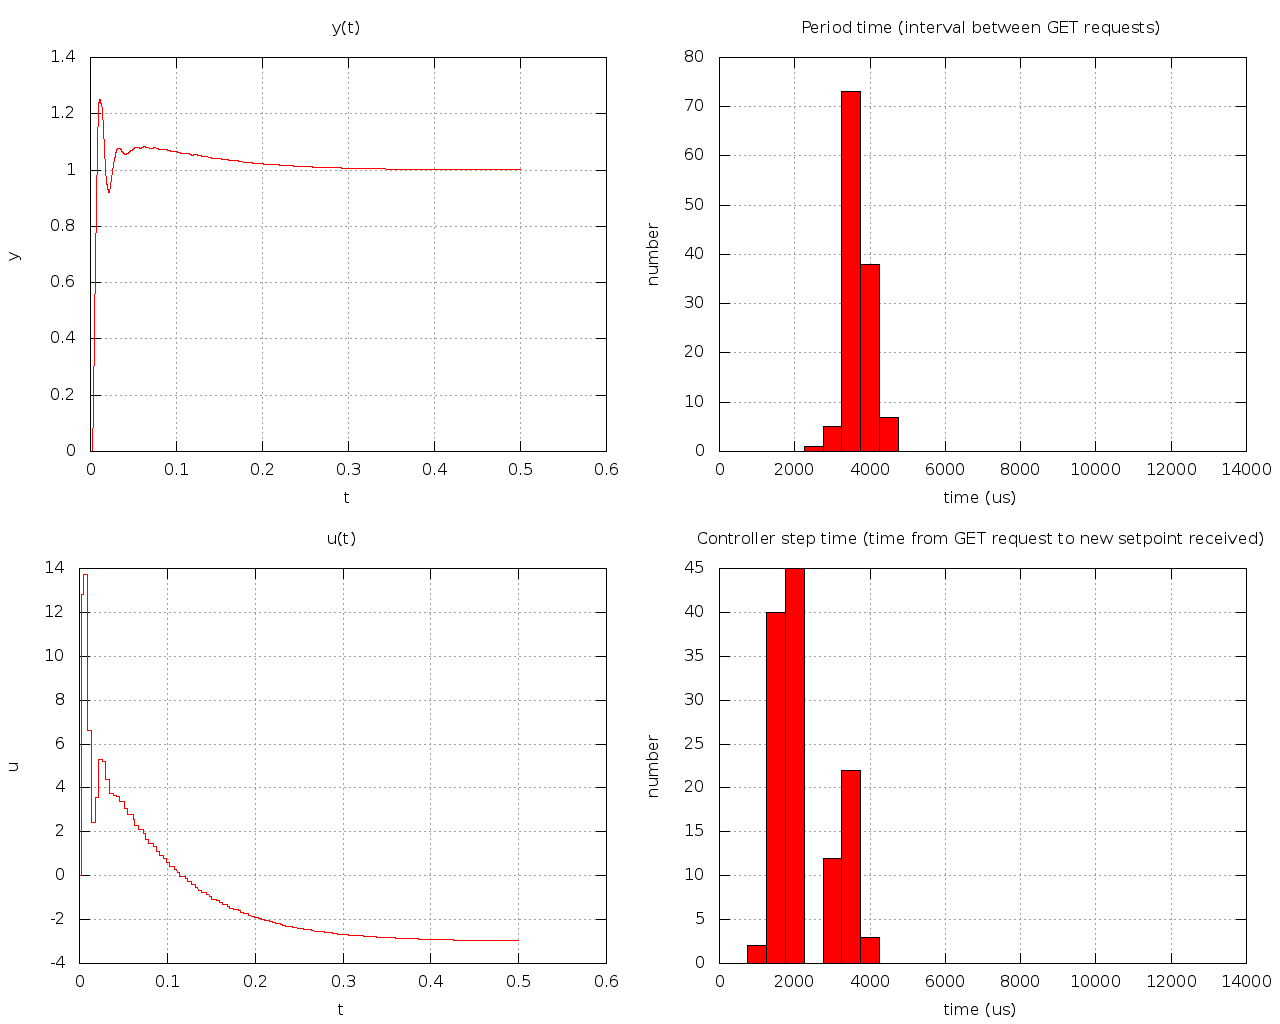 y(t)
1.4
1.2
1
0.8
0.6
0.4
0.2
0
y
0 0.1 0.2 0.3 0.4 0.5 0.6
t
Period time (interval between GET requests)
80
70
60
50
40
30
20
10
0
number
0 2000 4000 6000 8000 10000 12000 14000
time (us)
u(t)
14
12
10
8
6
4
2
0
-2
-4
u
0 0.1 0.2 0.3 0.4 0.5 0.6
t
Controller step time (time from GET request to new setpoint received)
45
40
35
30
25
20
15
10
5
0
number
0 2000 4000 6000 8000 10000 12000 14000
time (us)